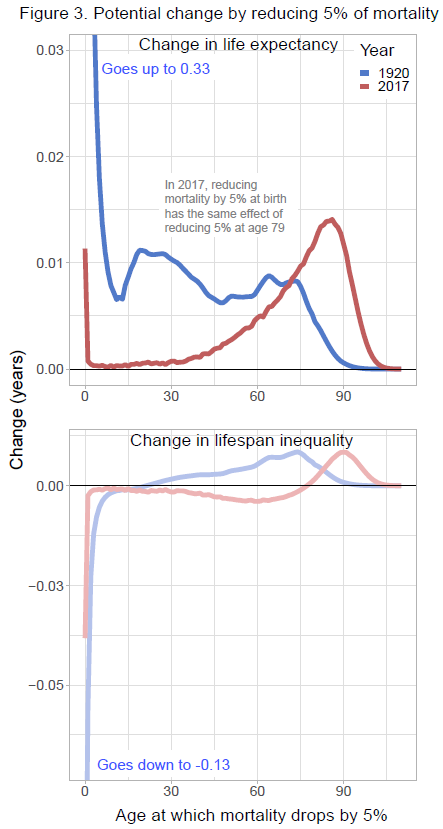 Figure 3. Potential change by reducing 5% of mortality
Change in life expectancy
Year
1920
2017
Goes up to 0.33
In 2017, reducing
mortality by 5% at birth
has the same effect of
reducing 5% at age 79
0.03
0.02
0.01
0.00
0
30
60
90
Change (years)
Change in lifespan inequality
0.00
−0.03
−0.05
Goes down to -0.13
0
30
60
90
Age at which mortality drops by 5%